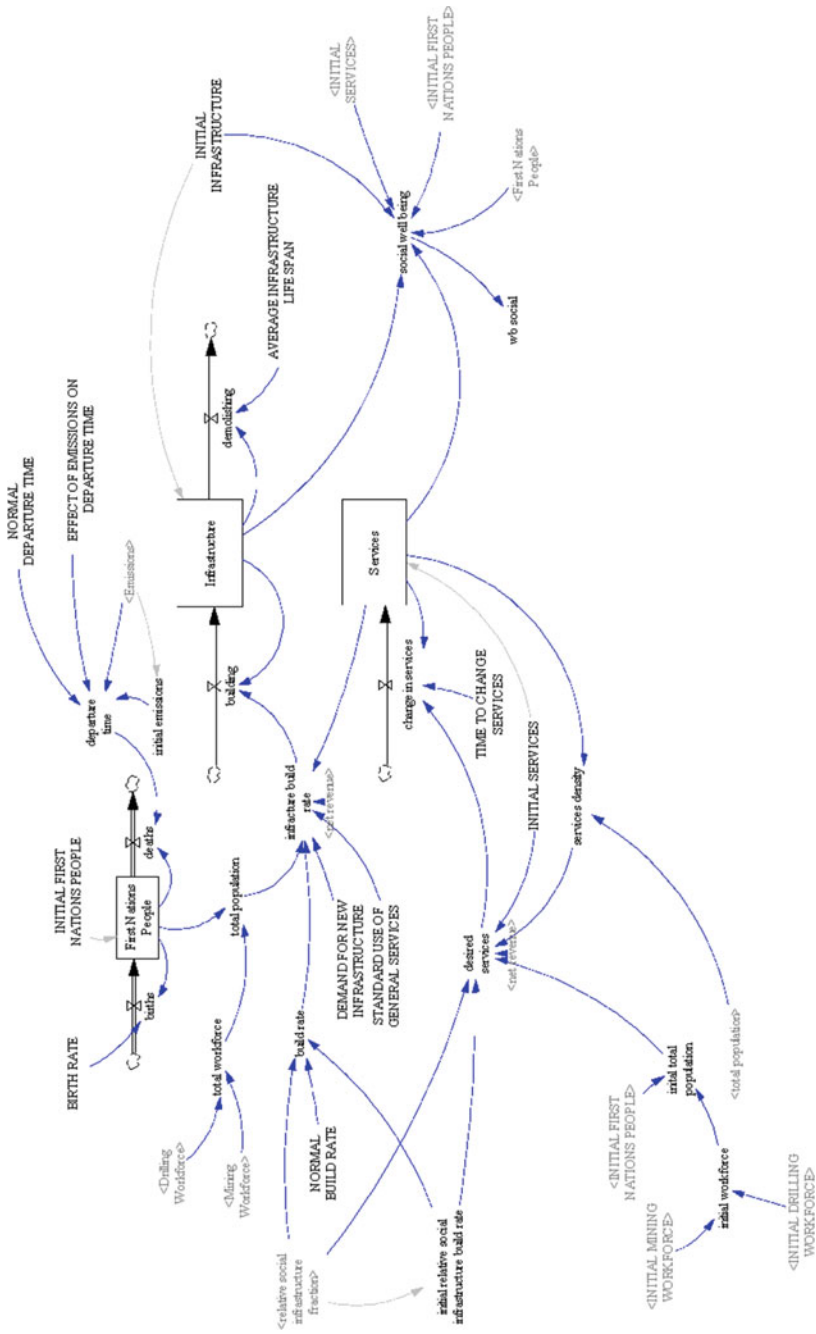 NORMAL
DEPARTURE TIME
EFFECT OF EMISSIONS ON
DEPARTURE TIME
<Emissions>
departure
time
initial emissions
INITIAL FIRST
NATIONS PEOPLE
BIRTH RATE
births
First Nations
People
deaths
INITIAL
INFRASTRUCTURE
AVERAGE INFRASTRUCTURE
LIFE SPAN
building
Infrastructure
demolishing
<Drilling
Workforce>
<Mining
Workforce>
total workforce
total population
infracture build
rate
<net revenue>
build rate
NORMAL
BUILD RATE
DEMAND FOR NEW
INFRASTRUCTURE
STANDARD USE OF
GENERAL SERVICES
<relative social
infrastructure
fraction>
initial relative social
infrastructure build rate
Services
change in services
TIME TO CHANGE
SERVICES
desired
services
<net revenue>
INITIAL SERVICES
services density
<INITIAL
SERVICES>
<INITIAL FIRST
NATIONS PEOPLE>
<First Nations
People>
social well being
wb social
<INITIAL FIRST
NATIONS PEOPLE>
inital total
population
<total population>
<INITIAL MINING
WORKFORCE>
initial workforce
<INITIAL DRILLING
WORKFORCE>